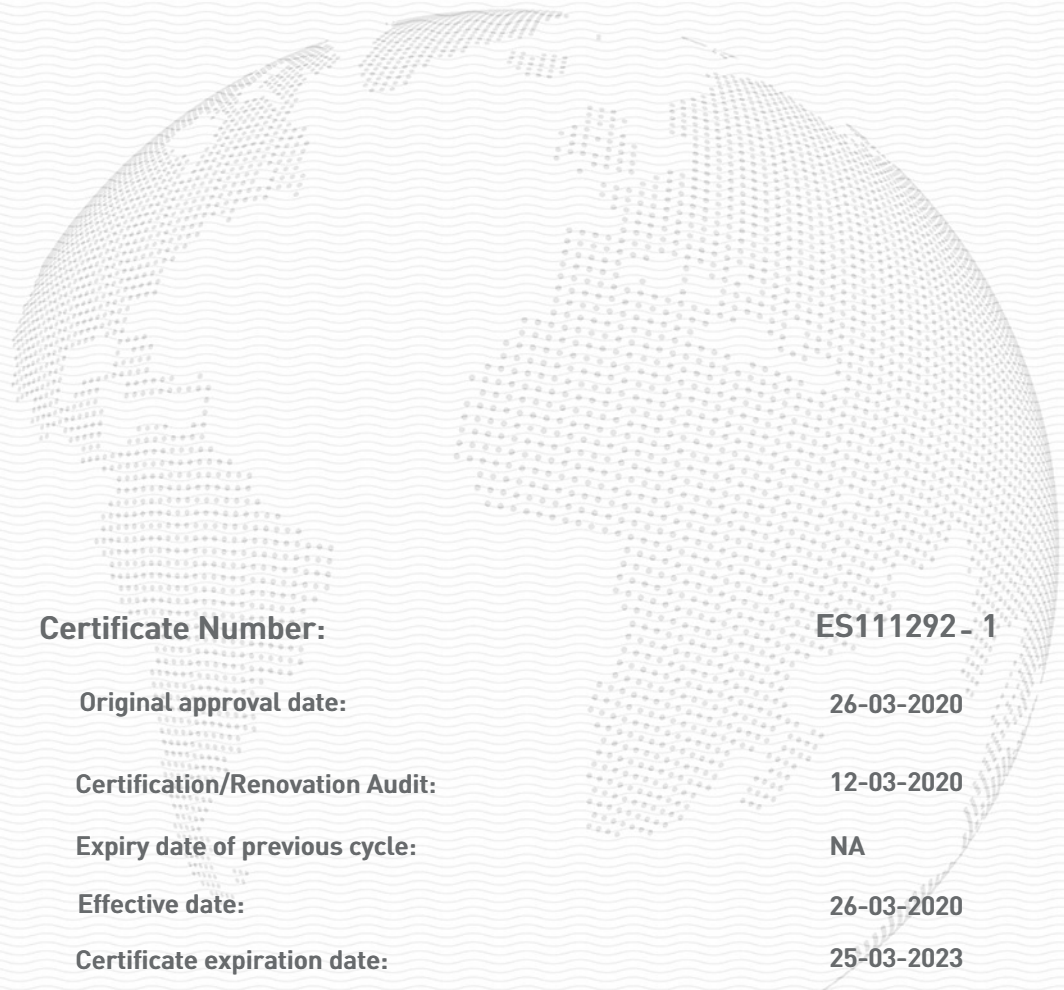 Certificate Number: ES111292- 1
Original approval date: 26-03-2020
Certification/Renovation Audit: 12-03-2020
Expiry date of previous cycle: NA
Effective date: 26-03-2020
Certificate expiration date: 25-03-2023